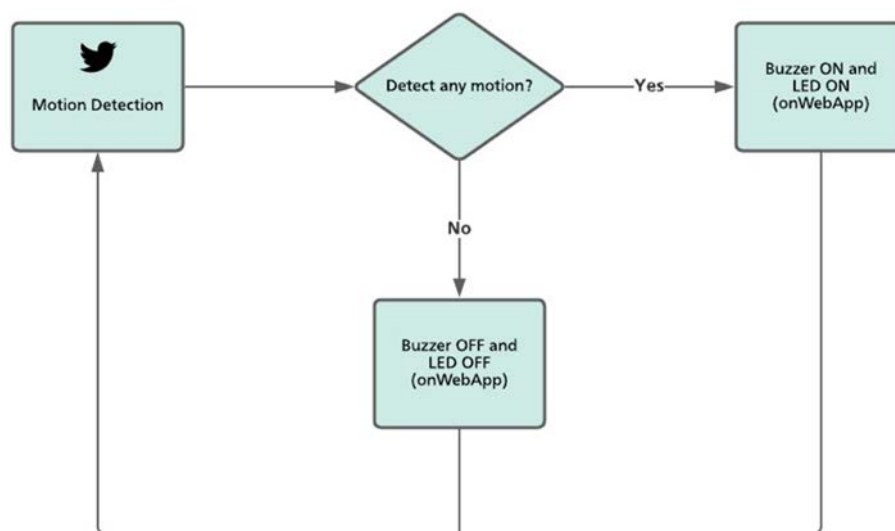 Motion Detection
Detect any motion?
Yes
Buzzer ON and
LED ON
(onWebApp)
No
Buzzer OFF and
LED OFF
(onWebApp)